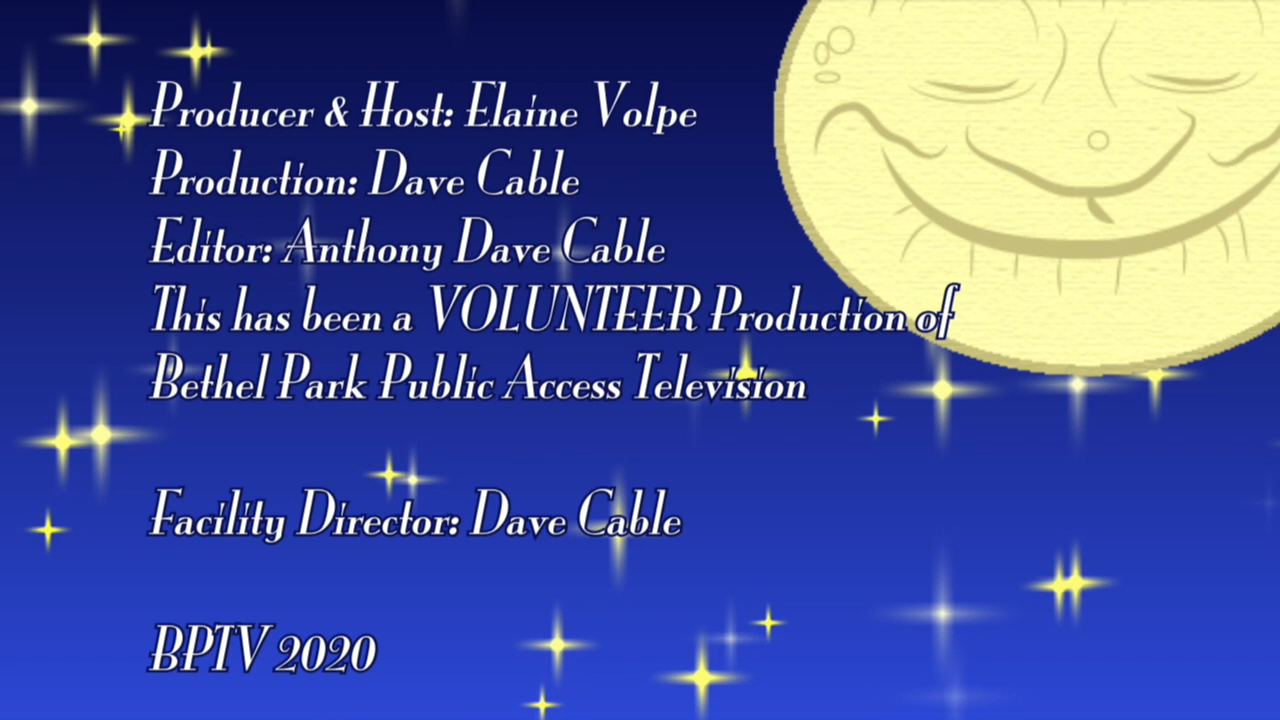 Producer & Host: Elaine Volpe
Production: Dave Cable
Editor: Anthony Dave Cable
This has been a VOLUNTEER Production of
Bethel Park Public Access Television
Facility Director: Dave Cable
BPTV 2020